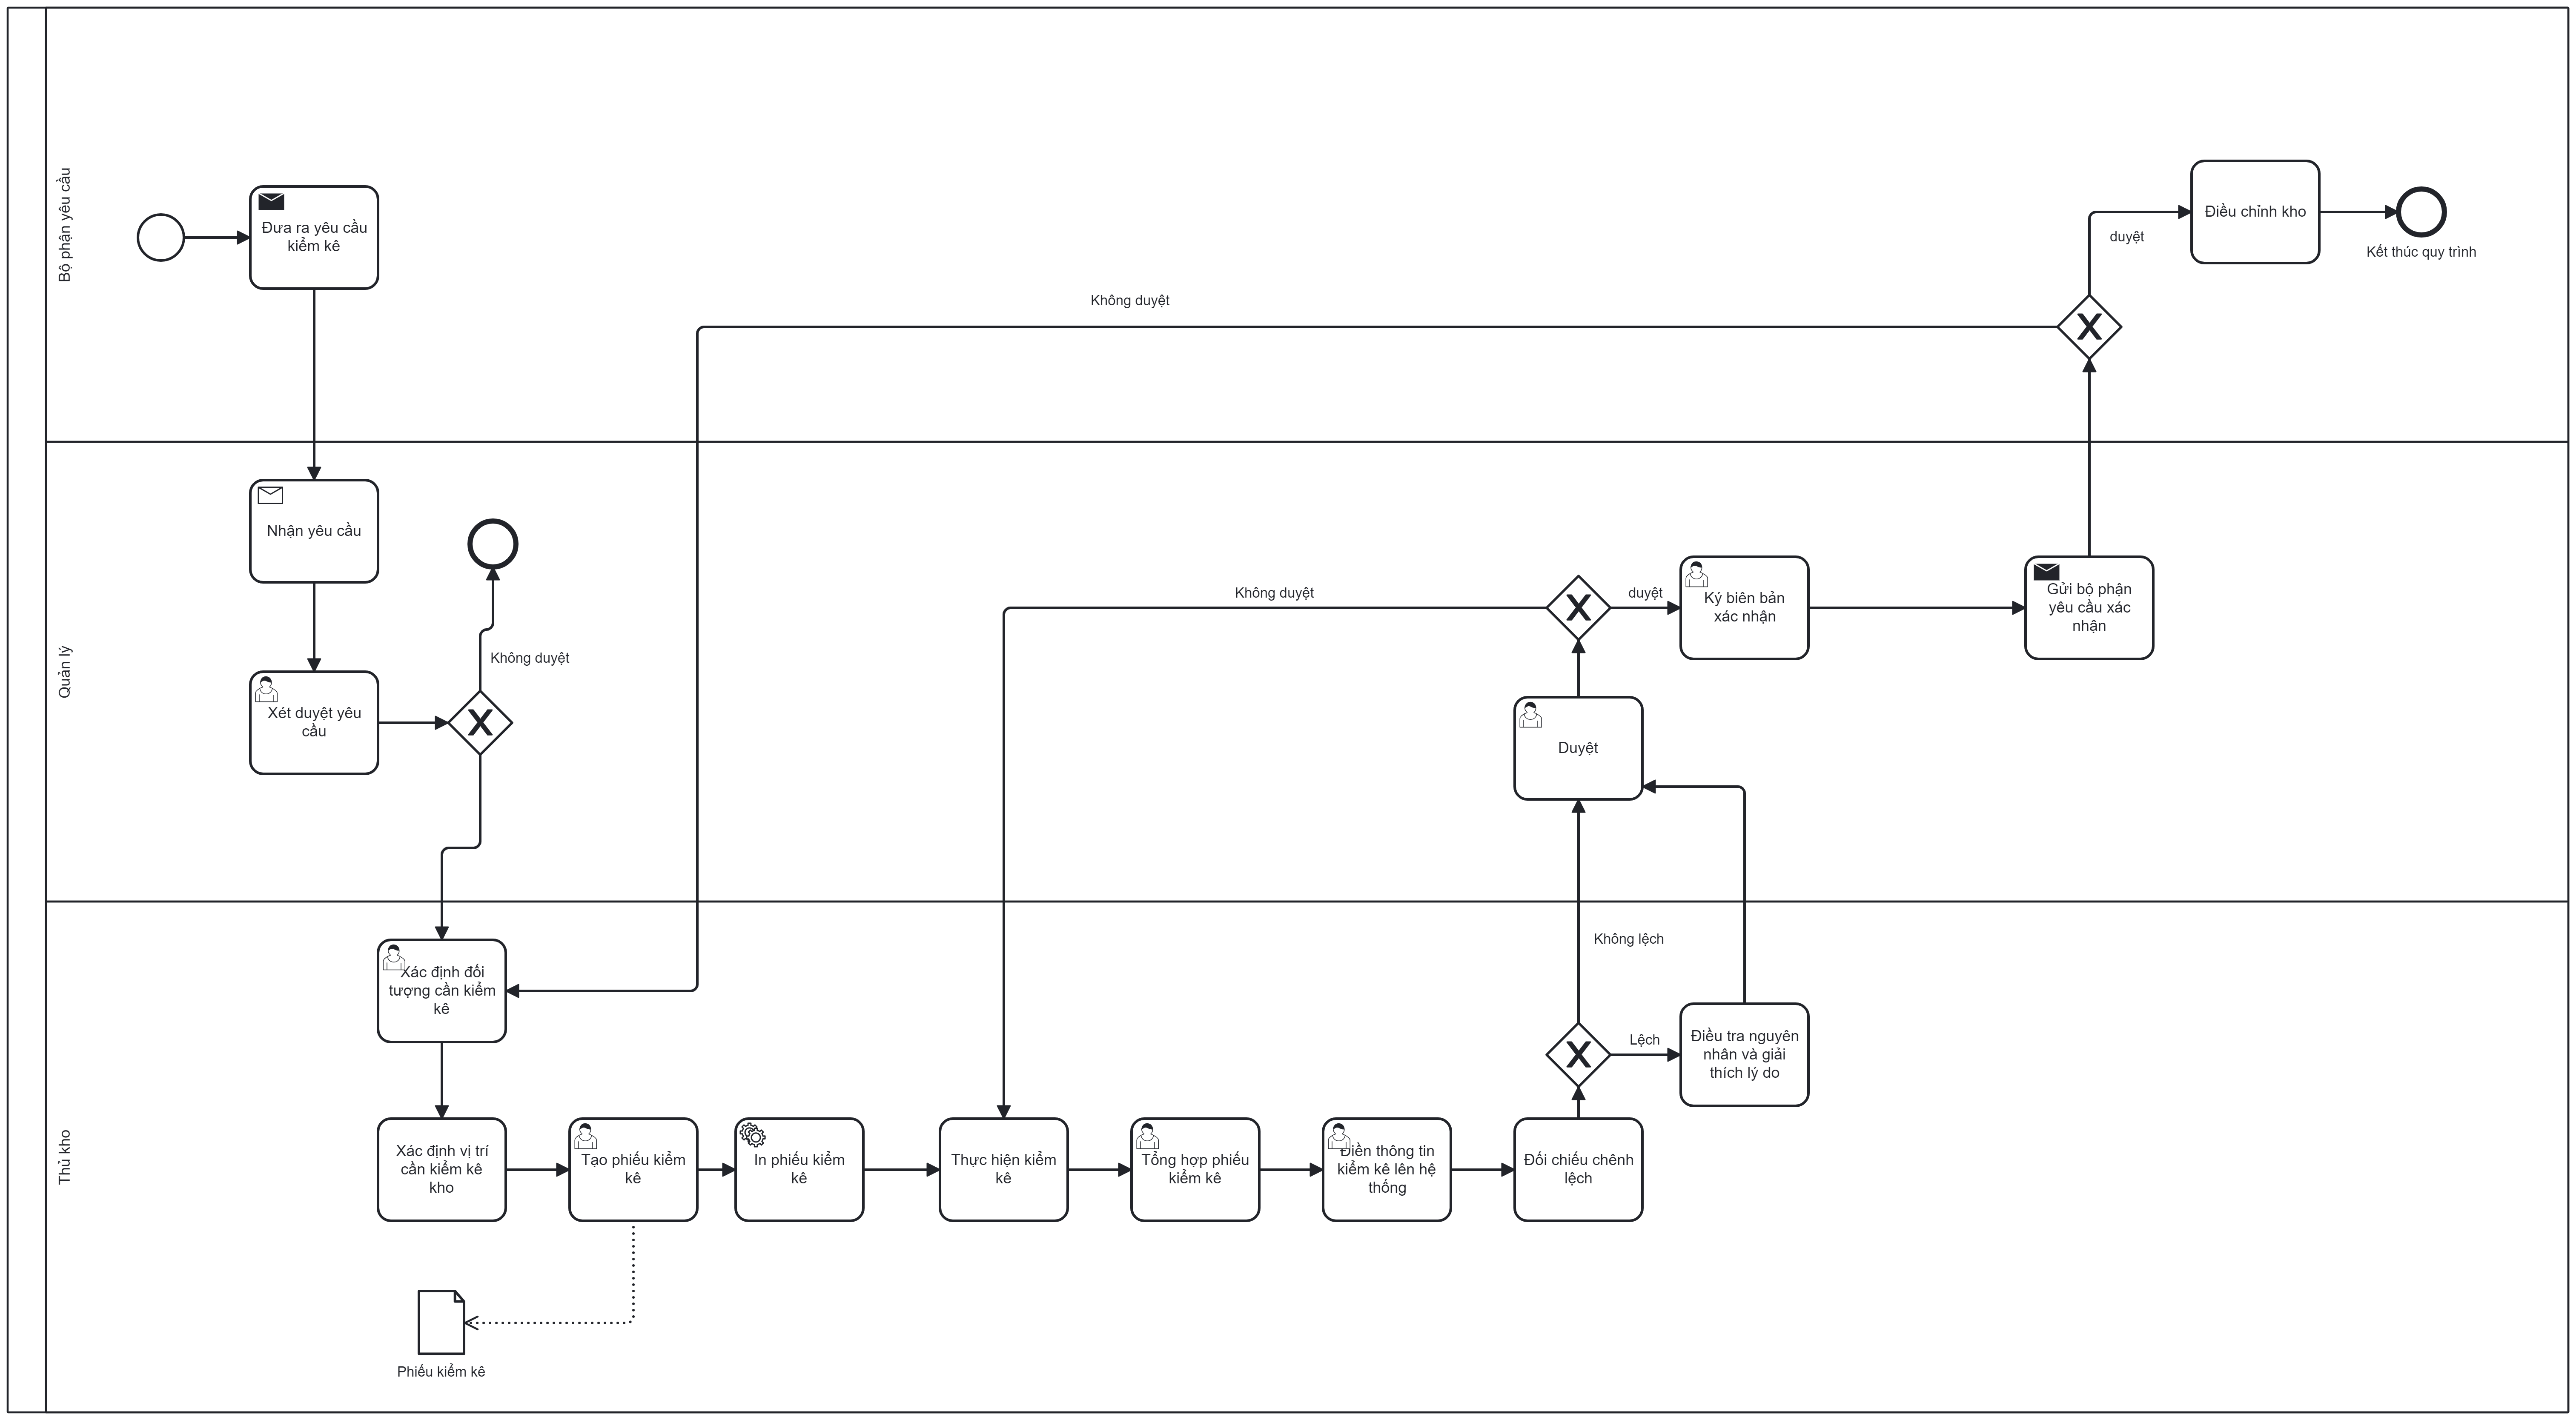 Bộ phận yêu cầu
Đưa ra yêu cầu
kiểm kê
Điều chỉnh kho
Kết thúc quy trình
duyệt
Không duyệt
Quản lý
Nhận yêu cầu
Xét duyệt yêu
cầu
Không duyệt
Không duyệt
duyệt
Ký biên bản
xác nhận
Gửi bộ phận
yêu cầu xác
nhận
Duyệt
Thủ kho
Xác định đối
tượng cần kiểm
kê
Không lệch
Lệch
Điều tra nguyên
nhân và giải
thích lý do
Xác định vị trí
cần kiểm kê
kho
Tạo phiếu kiểm
kê
In phiếu kiểm
kê
Thực hiện kiểm
kê
Tổng hợp phiếu
kiểm kê
Điền thông tin
kiểm kê lên hệ
thống
Đối chiếu chênh
lệch
Phiếu kiểm kê